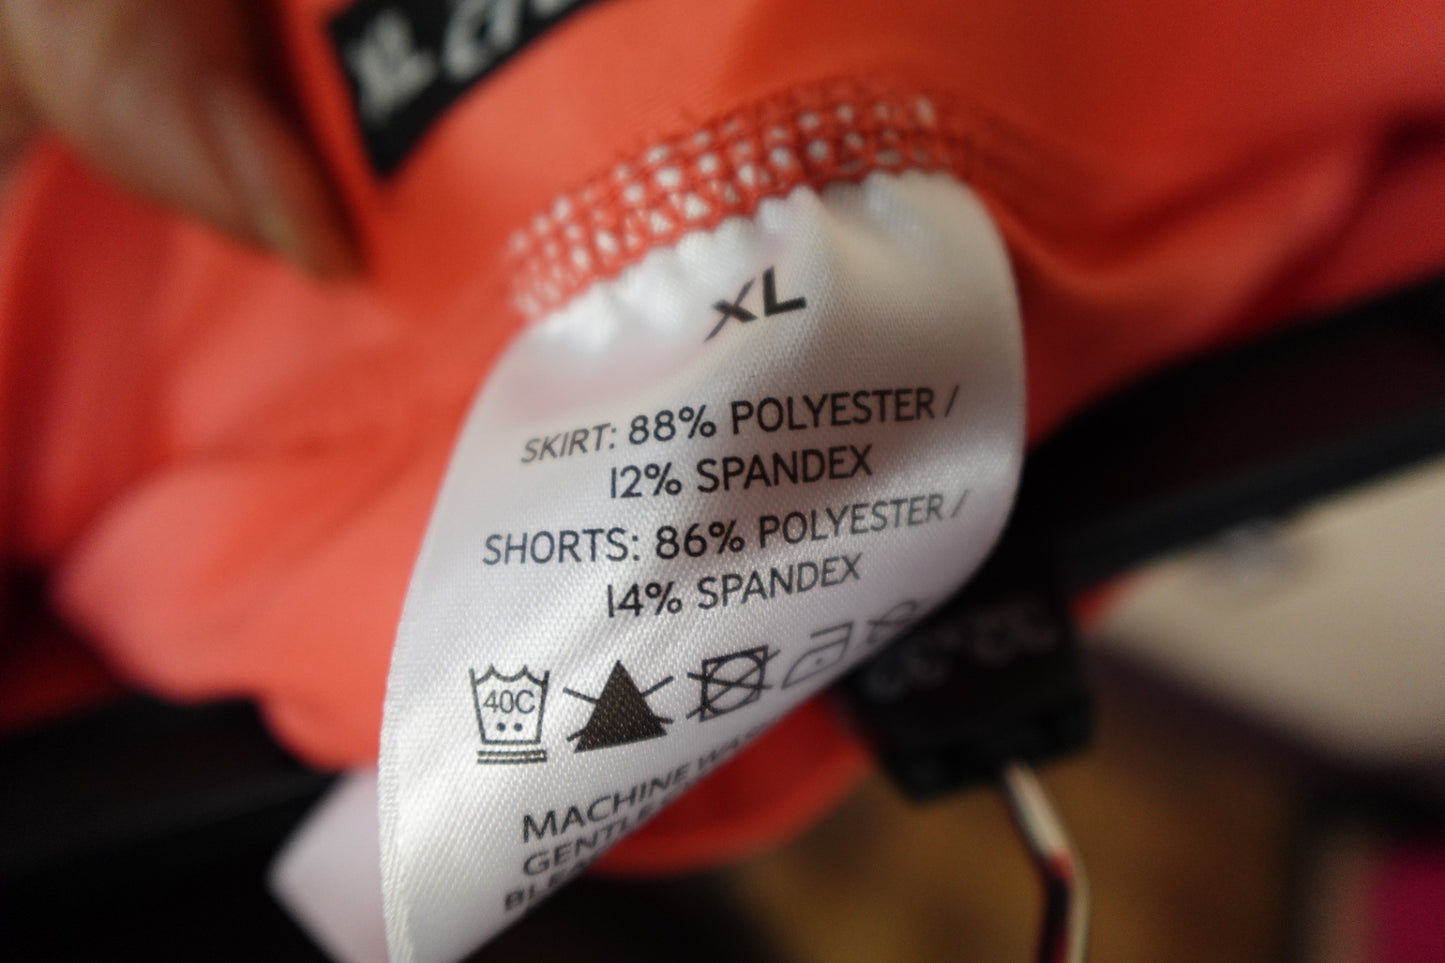 XL
SKIRT: 88% POLYESTER /
12% SPANDEX
SHORTS: 86% POLYESTER /
14% SPANDEX
40C
MACHINE
GENTLE